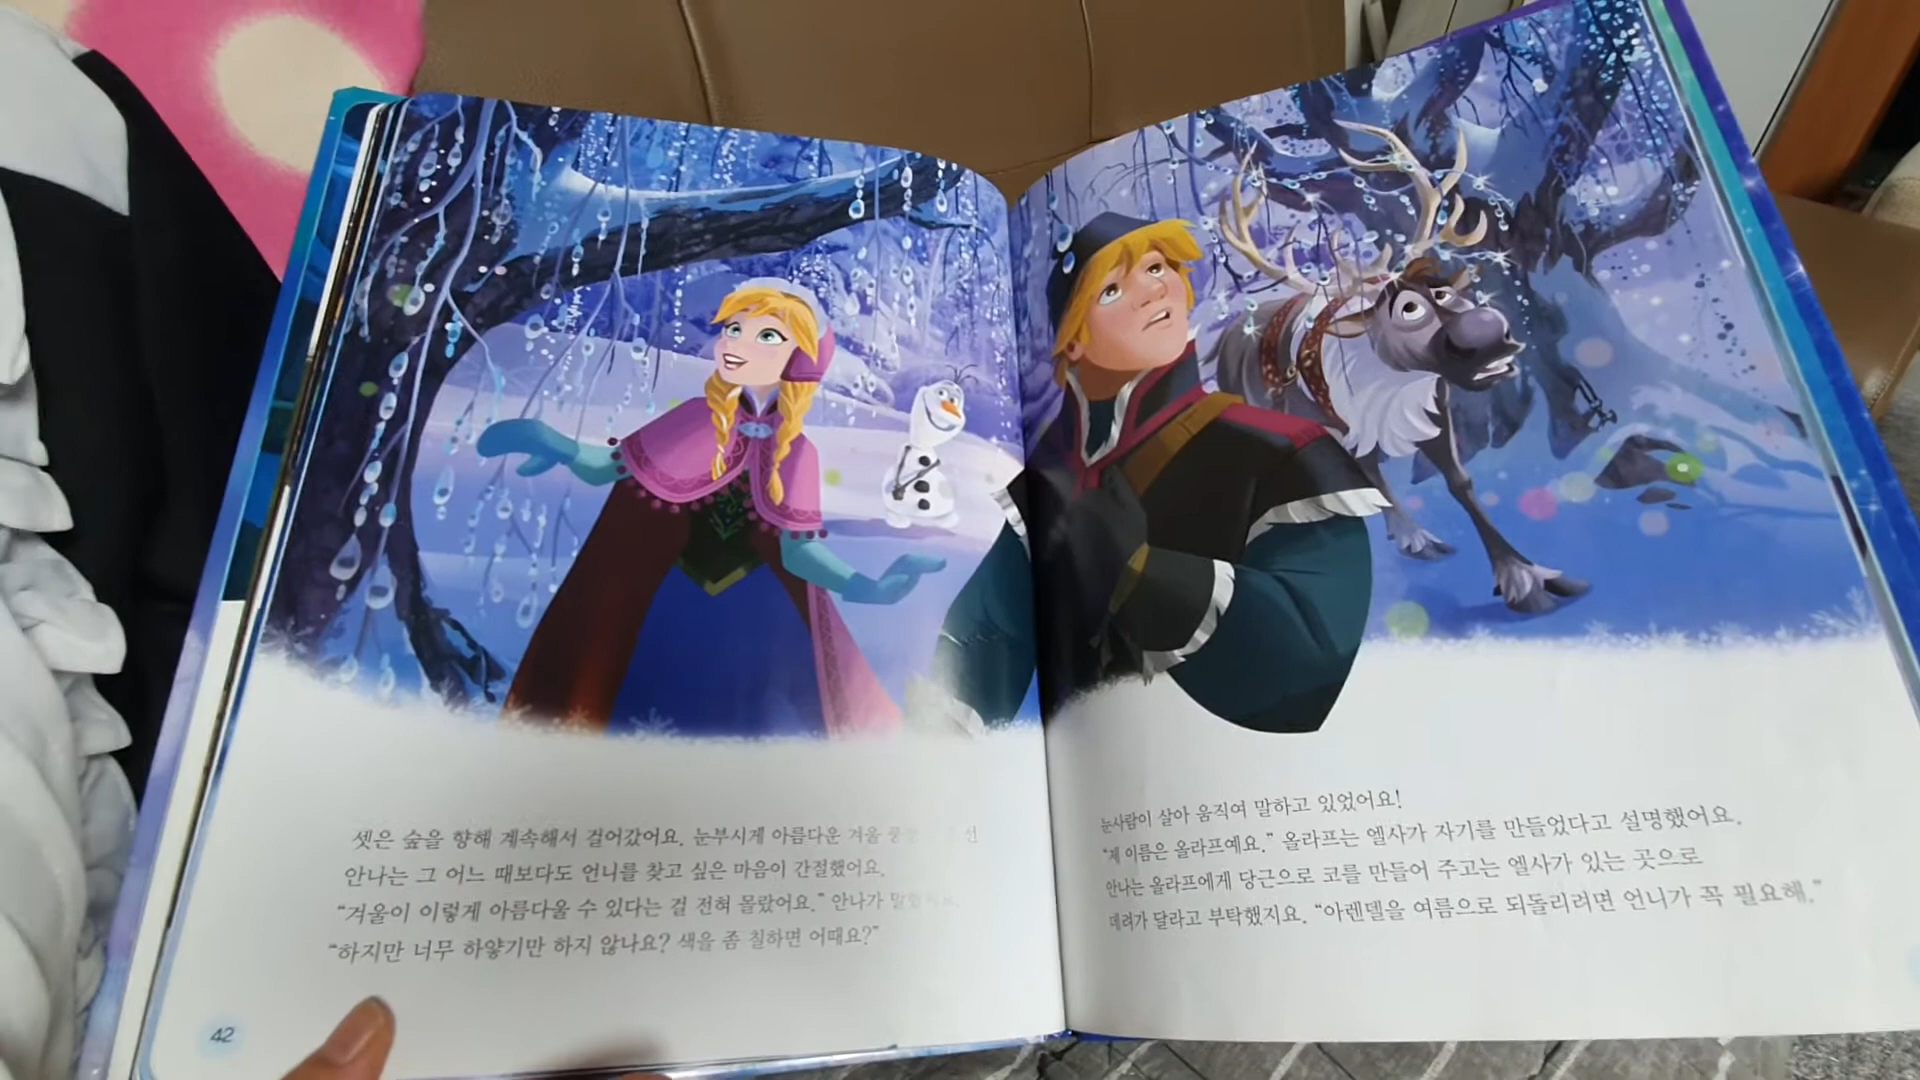 셋은 숲을 향해 계속해서 걸어갔어요. 눈부시게 아름다운 겨울
안나는 그 어느 때보다도 언니를 찾고 싶은 마음이 간절했어요.
“겨울이 이렇게 아름다울 수 있다는 걸 전혀 몰랐어요.” 안나가
“하지만 너무 하얗기만 하지 않나요? 색을 좀 칠하면 어때요?”
42
눈사람이 살아 움직여 말하고 있었어요!
“제 이름은 올라프예요.” 올라프는 엘사가 자기를 만들었다고 설명했어요.
안나는 올라프에게 당근으로 코를 만들어 주고는 엘사가 있는 곳으로
데려가 달라고 부탁했지요. “아렌델을 여름으로 되돌리려면 언니가 꼭 필요해.”